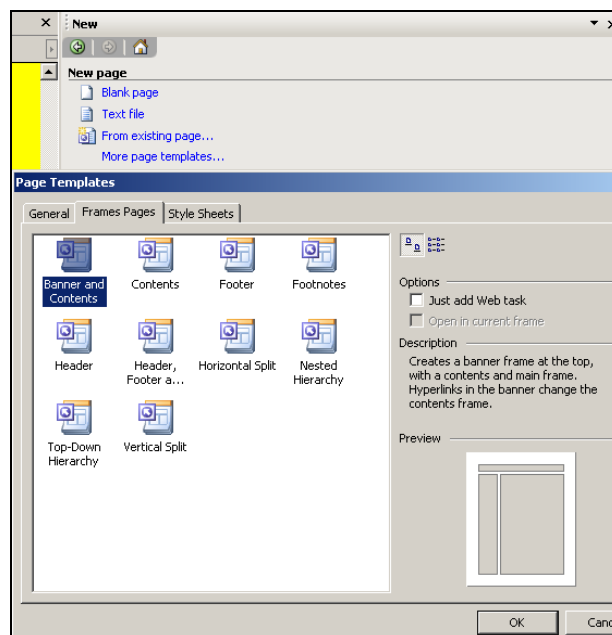 New
New page
Blank page
Text file
From existing page...
More page templates...
Page Templates
General Frames Pages Style Sheets
Banner and
Contents
Contents
Footer
Footnotes
Header
Header,
Footer a...
Horizontal Split
Nested
Hierarchy
Top-Down
Hierarchy
Vertical Split
Options
Just add Web task
Open in current frame
Description
Creates a banner frame at the top,
with a contents and main frame.
Hyperlinks in the banner change the
contents frame.
Preview
OK
Canc